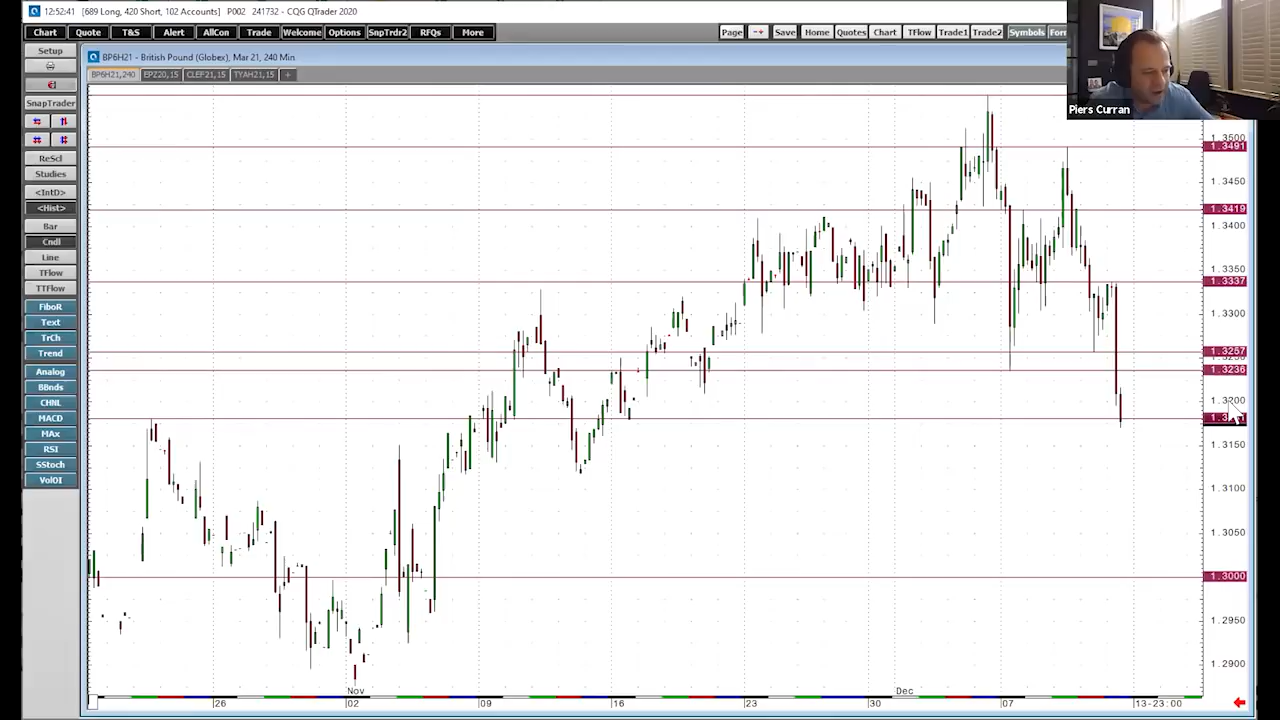 12:52:41 [689 Long, 420 Short, 102 Accounts] P002 241732 - CQG QTrader 2020
Chart Quote T&S Alert AllCon Trade Welcome Options SnpTrdr2 RFQs More Page Save Home Quotes Chart TFlow Trade1 Trade2 Symbols
Setup
BP6H21 - British Pound (Globex), Mar 21, 240 Min
BP6H21,240 EPZ20,15 CLEF21,15 TYAH21,15 +
SnapTrader
ReScl
Studies
<IntD>
<Hist>
Bar
Cndl
Line
TFlow
TTFlow
FiboR
Text
TrCh
Trend
Analog
BBnds
CHNL
MACD
MAx
RSI
SStoch
VolOI
Piers Curran
1.3500
1.3491
1.3450
1.3419
1.3400
1.3350
1.3337
1.3300
1.3257
1.3236
1.3200
1.3150
1.3100
1.3050
1.3000
1.2950
1.2900
Nov Dec
26 02 09 16 23 30 07 13-23:00